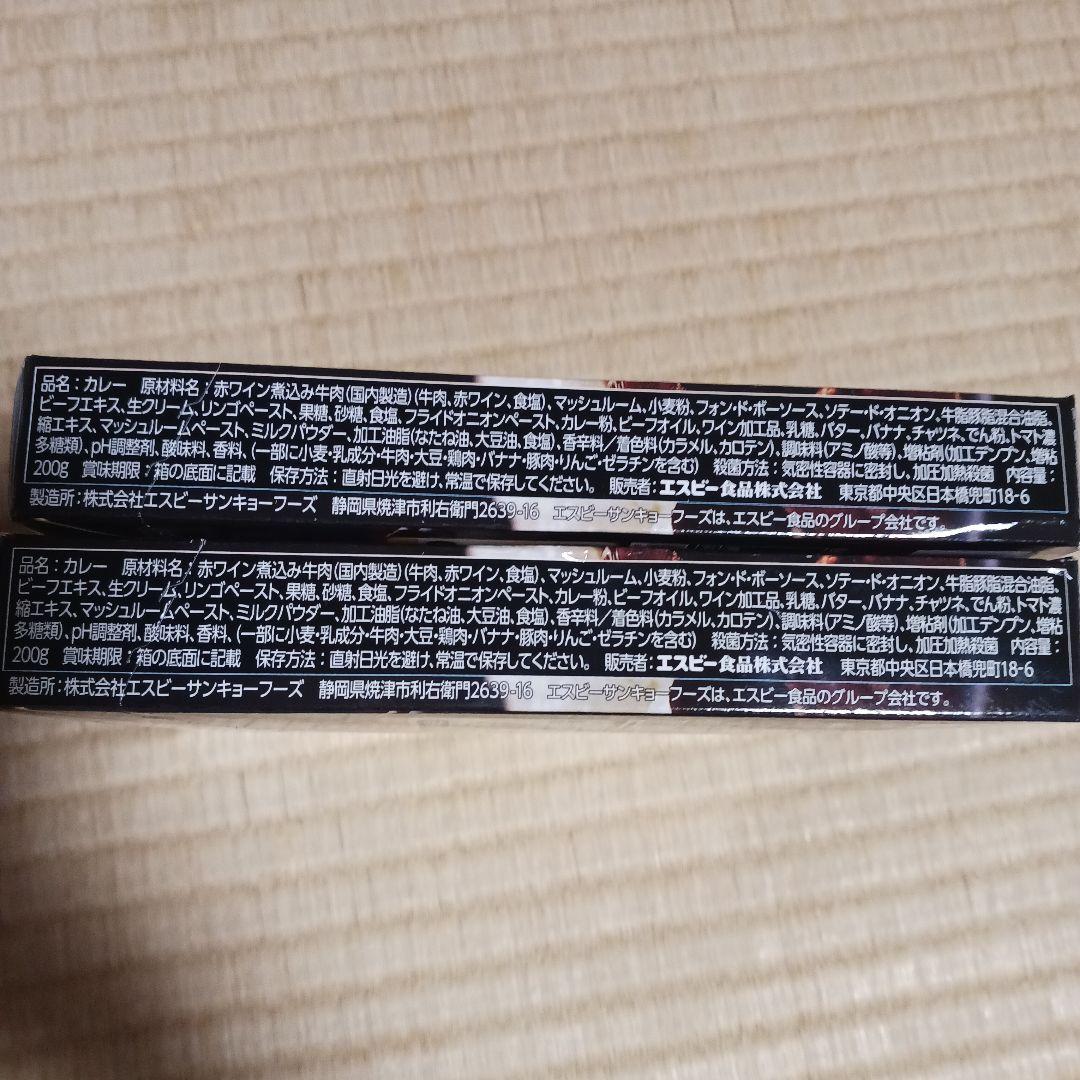 品名：カレー　原材料名：赤ワイン煮込み牛肉(国内製造)(牛肉、赤ワイン、食塩)、マッシュルーム、小麦粉、フォン・ド・ボーソース、ソテー・ド・オニオン、牛脂豚脂混合油脂、
ビーフエキス、生クリーム、リンゴペースト、果糖、砂糖、食塩、フライドオニオンペースト、カレー粉、ビーフオイル、ワイン加工品、乳糖、バター、バナナ、チャツネ、でん粉、トマト濃
縮エキス、マッシュルームペースト、ミルクパウダー、加工油脂(なたね油、大豆油、食塩)、香辛料／着色料(カラメル、カロテン)、調味料(アミノ酸等)、増粘剤(加工デンプン、増粘
多糖類)、pH調整剤、酸味料、香料、(一部に小麦・乳成分・牛肉・大豆・鶏肉・バナナ・豚肉・りんご・ゼラチンを含む)　殺菌方法：気密性容器に密封し、加圧加熱殺菌　内容量：
200g　賞味期限：箱の底面に記載　保存方法：直射日光を避け、常温で保存してください。　販売者：エスビー食品株式会社　東京都中央区日本橋兜町18-6
製造所：株式会社エスビーサンキョーフーズ　静岡県焼津市利右衛門2639-16　エスビーサンキョーフーズは、エスビー食品のグループ会社です。
品名：カレー　原材料名：赤ワイン煮込み牛肉(国内製造)(牛肉、赤ワイン、食塩)、マッシュルーム、小麦粉、フォン・ド・ボーソース、ソテー・ド・オニオン、牛脂豚脂混合油脂、
ビーフエキス、生クリーム、リンゴペースト、果糖、砂糖、食塩、フライドオニオンペースト、カレー粉、ビーフオイル、ワイン加工品、乳糖、バター、バナナ、チャツネ、でん粉、トマト濃
縮エキス、マッシュルームペースト、ミルクパウダー、加工油脂(なたね油、大豆油、食塩)、香辛料／着色料(カラメル、カロテン)、調味料(アミノ酸等)、増粘剤(加工デンプン、増粘
多糖類)、pH調整剤、酸味料、香料、(一部に小麦・乳成分・牛肉・大豆・鶏肉・バナナ・豚肉・りんご・ゼラチンを含む)　殺菌方法：気密性容器に密封し、加圧加熱殺菌　内容量：
200g　賞味期限：箱の底面に記載　保存方法：直射日光を避け、常温で保存してください。　販売者：エスビー食品株式会社　東京都中央区日本橋兜町18-6
製造所：株式会社エスビーサンキョーフーズ　静岡県焼津市利右衛門2639-16　エスビーサンキョーフーズは、エスビー食品のグループ会社です。